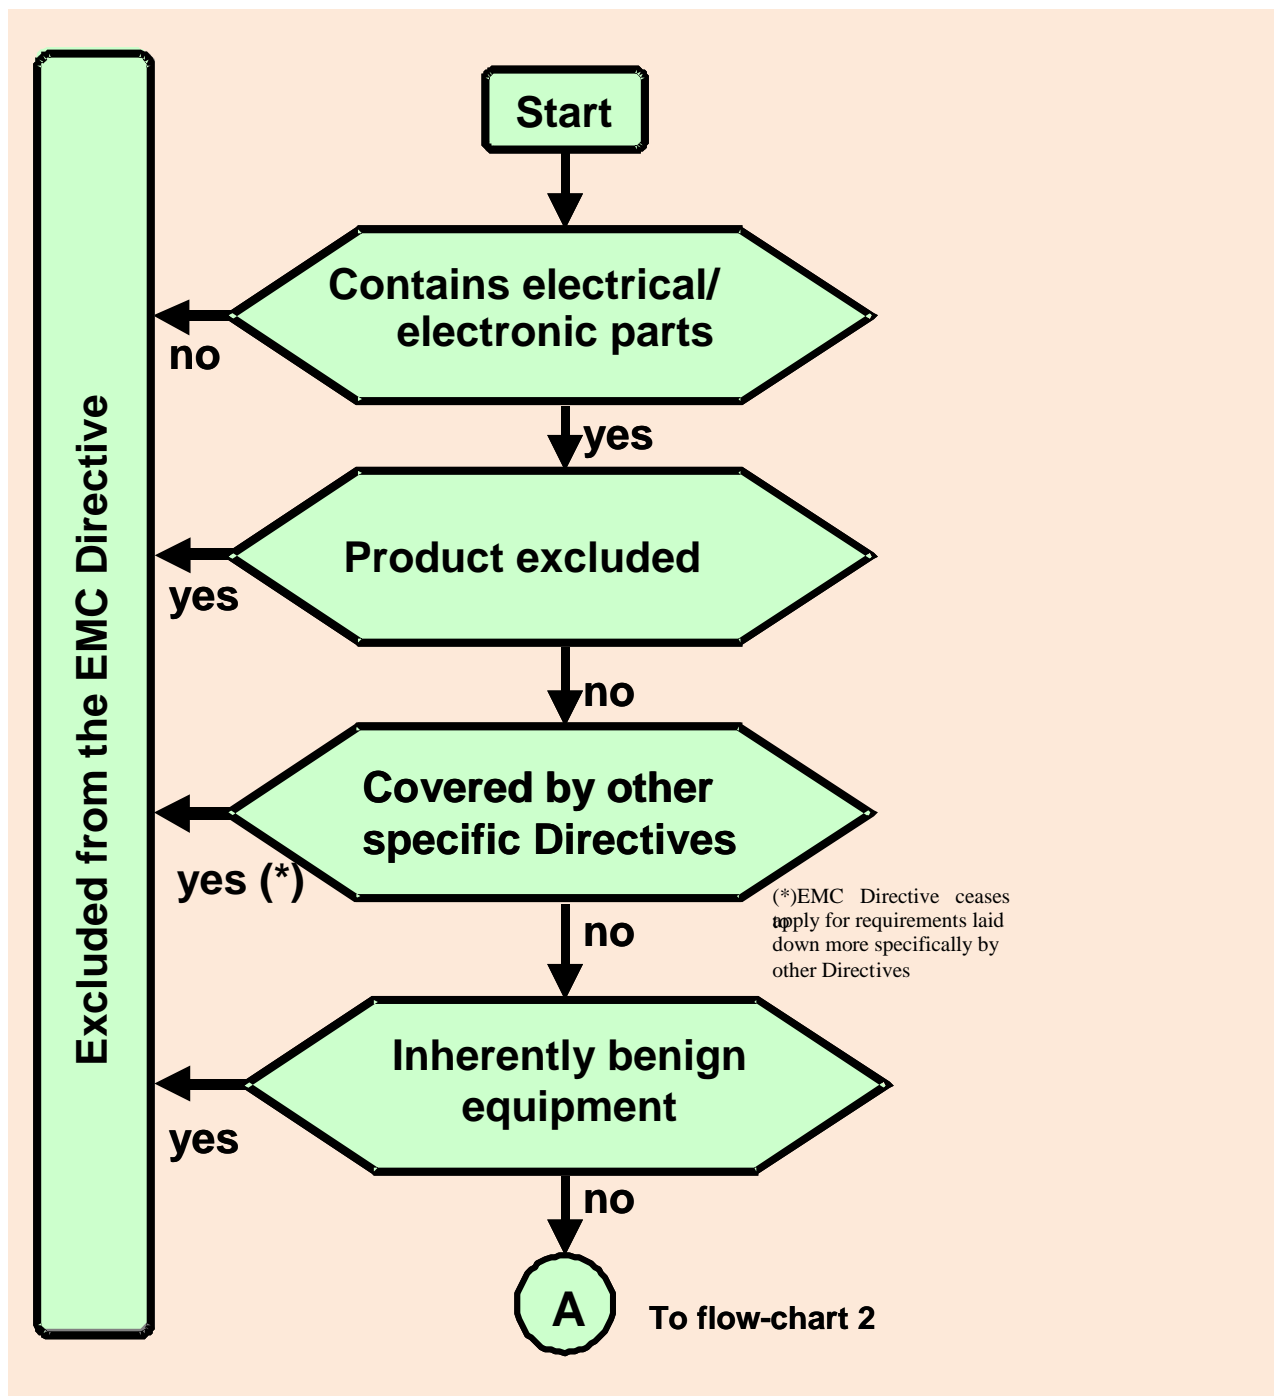 Start
Contains electrical/
electronic parts
no
yes
Product excluded
yes
no
Covered by other
specific Directives
yes (*)
no
(*)EMC Directive ceases
to
apply for requirements laid
down more specifically by
other Directives
Inherently benign
equipment
yes
no
A
To flow-chart 2
Excluded from the EMC Directive